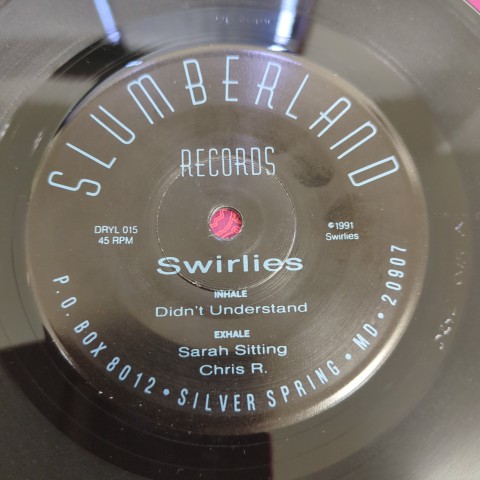 SLUMBERLAND
RECORDS
DRYL 015
45 RPM
©1991
Swirlies
Swirlies
INHALE
Didn't Understand
EXHALE
Sarah Sitting
Chris R.
P.O. BOX 8012 • SILVER SPRING • MD • 20907